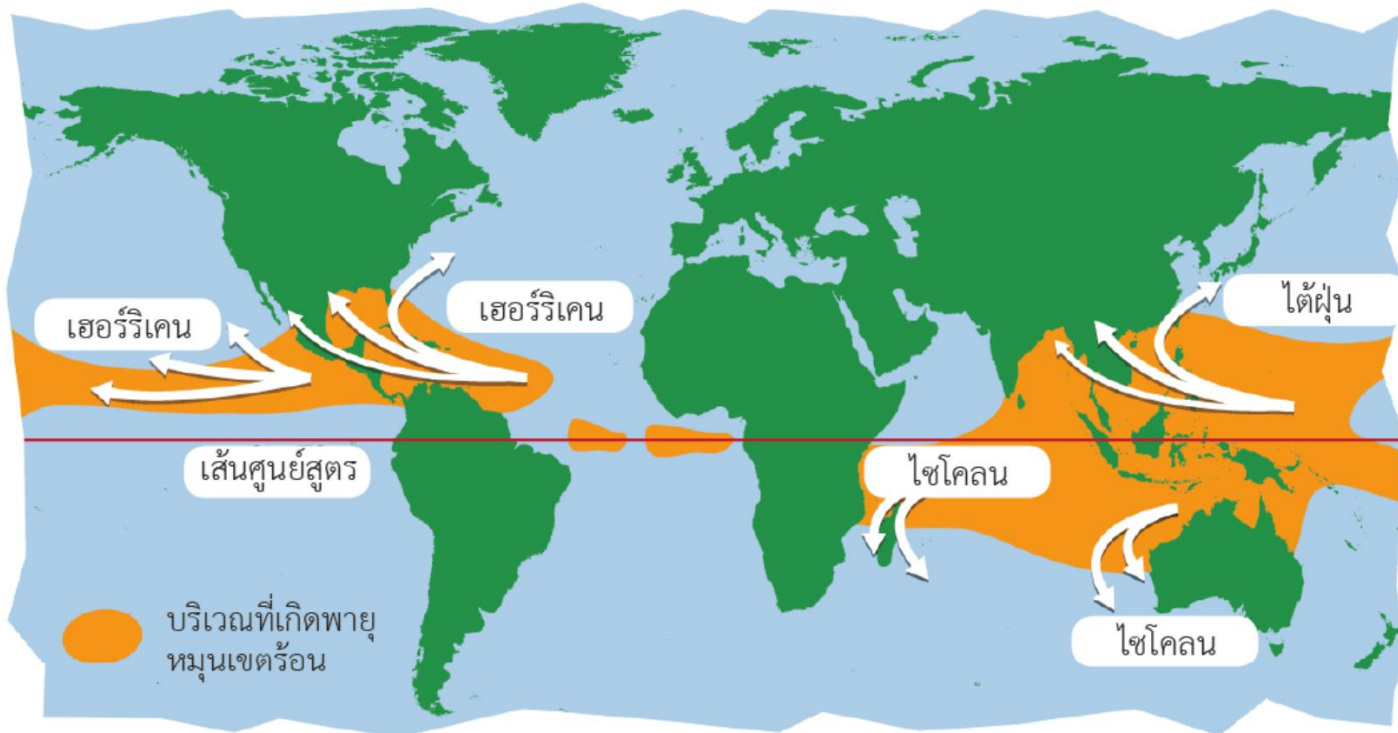 เฮอร์ริเคน
เฮอร์ริเคน
ไต้ฝุ่น
เส้นศูนย์สูตร
ไซโคลน
ไซโคลน
บริเวณที่เกิดพายุ
หมุนเขตร้อน